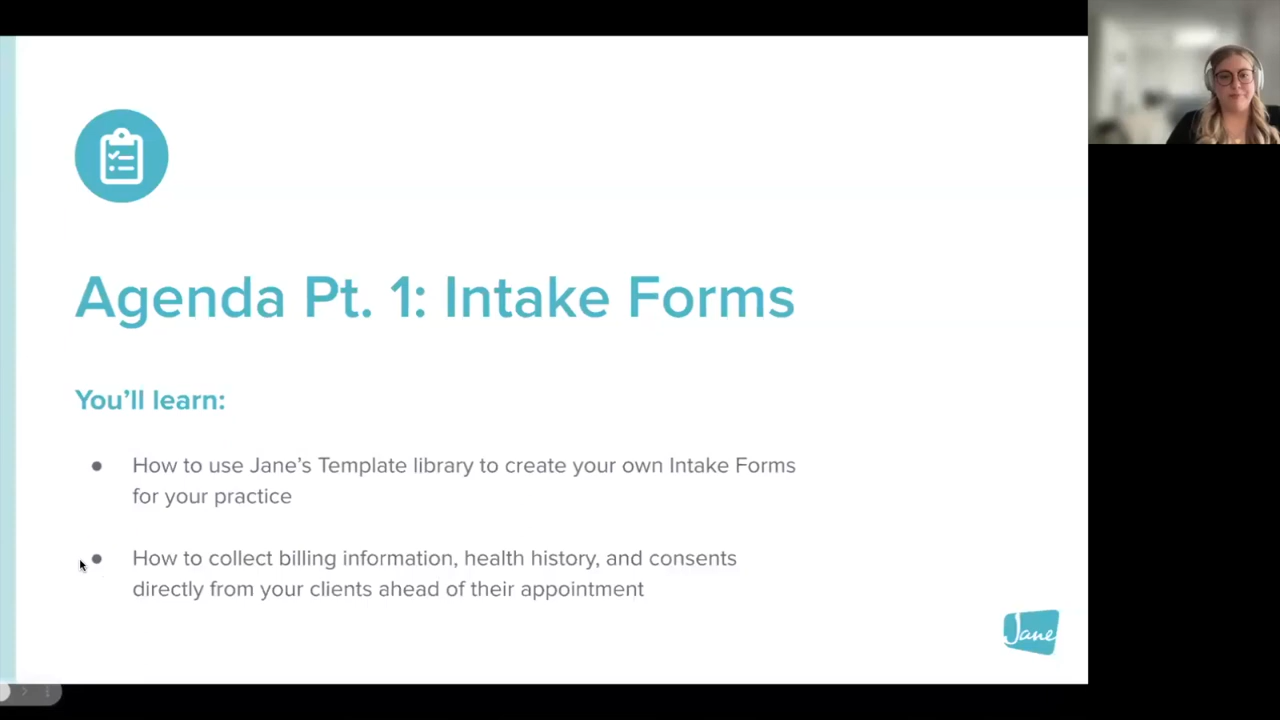 Agenda Pt. 1: Intake Forms
You'll learn:
● How to use Jane's Template library to create your own Intake Forms
for your practice
● How to collect billing information, health history, and consents
directly from your clients ahead of their appointment
Jane